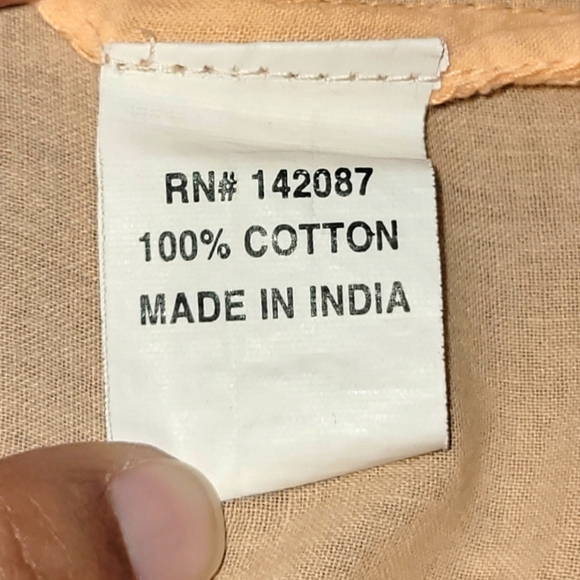 RN# 142087
100% COTTON
MADE IN INDIA